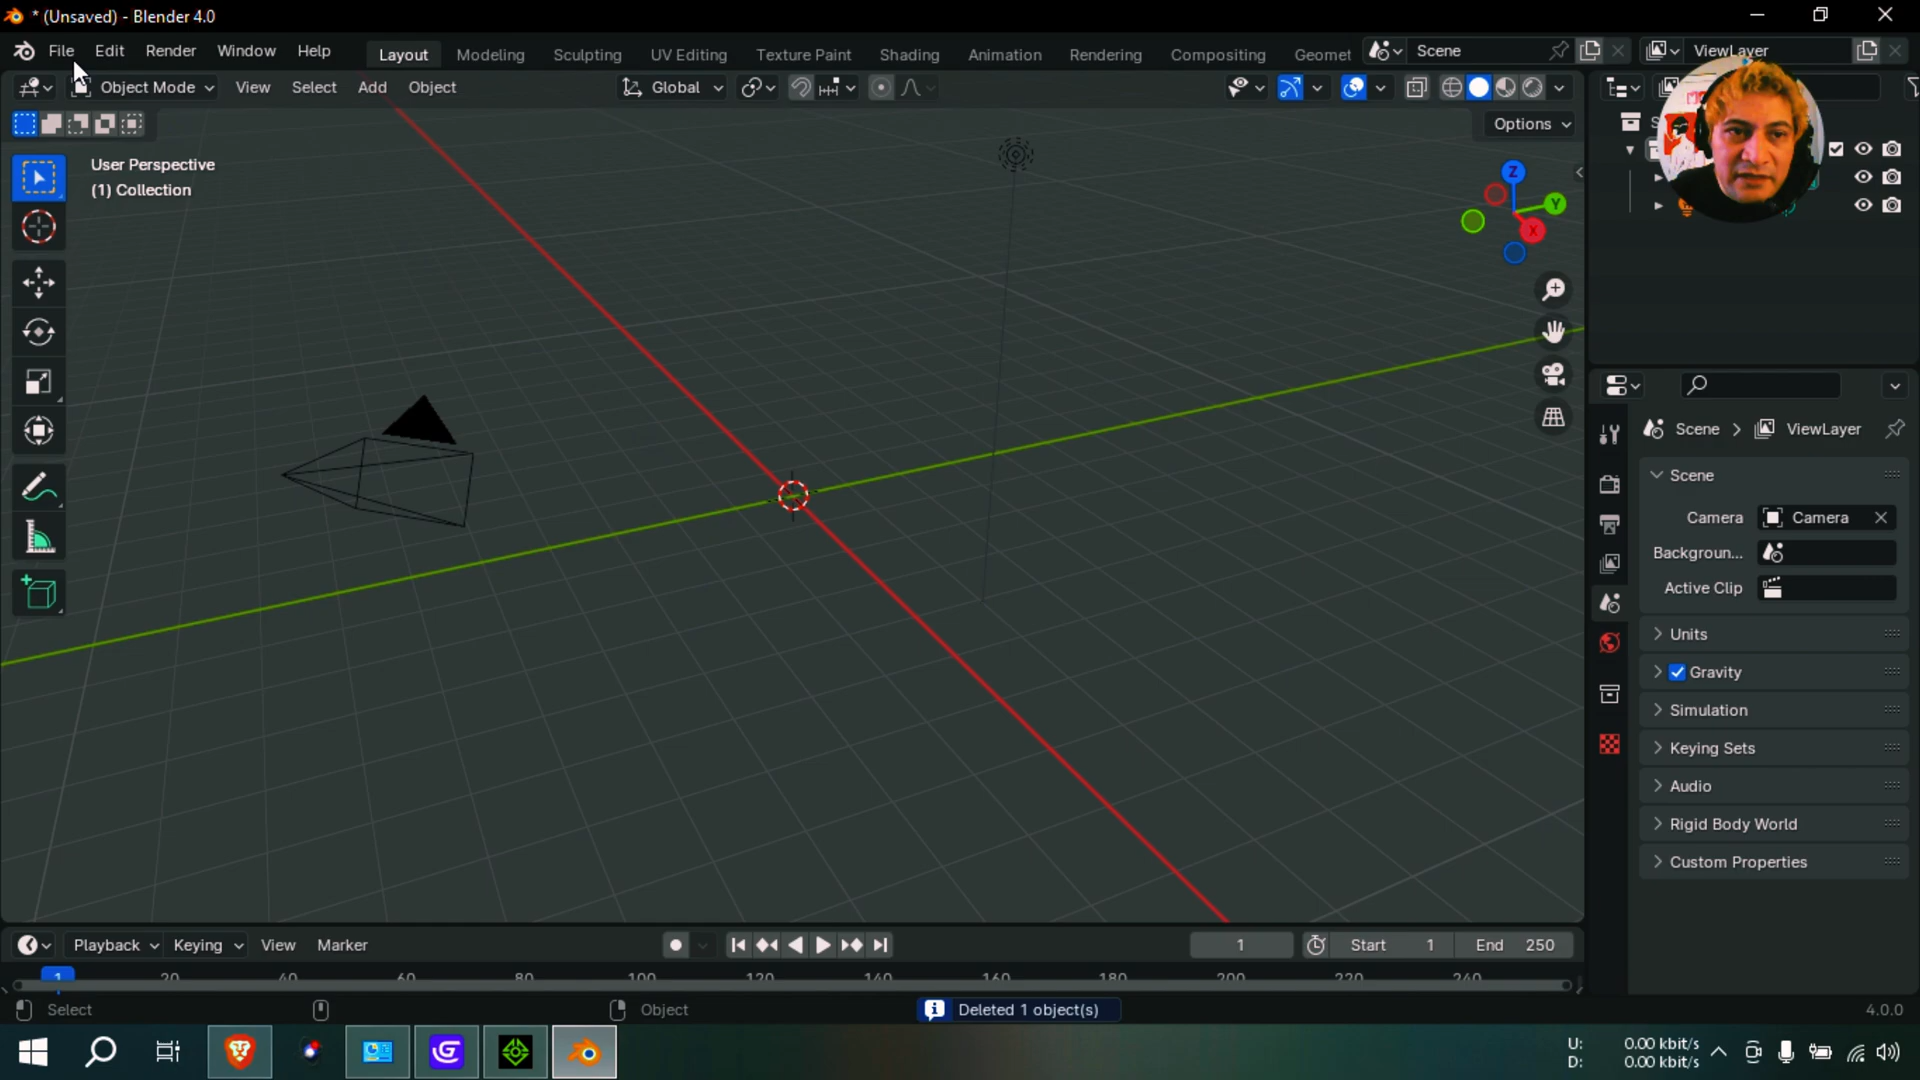 * (Unsaved) - Blender 4.0
File Edit Render Window Help Layout Modeling Sculpting UV Editing Texture Paint Shading Animation Rendering Compositing Geomet Scene ViewLayer
Object Mode View Select Add Object Global
Options
User Perspective
(1) Collection
Z
Y
X
Scene > ViewLayer
Scene
Camera Camera
Backgroun...
Active Clip
Units
Gravity
Simulation
Keying Sets
Audio
Rigid Body World
Custom Properties
Playback Keying View Marker 1 Start 1 End 250
1 20 40 60 80 100 120 140 160 180 200 220 240
Select Object Deleted 1 object(s) 4.0.0
U: 0.00 kbit/s
D: 0.00 kbit/s